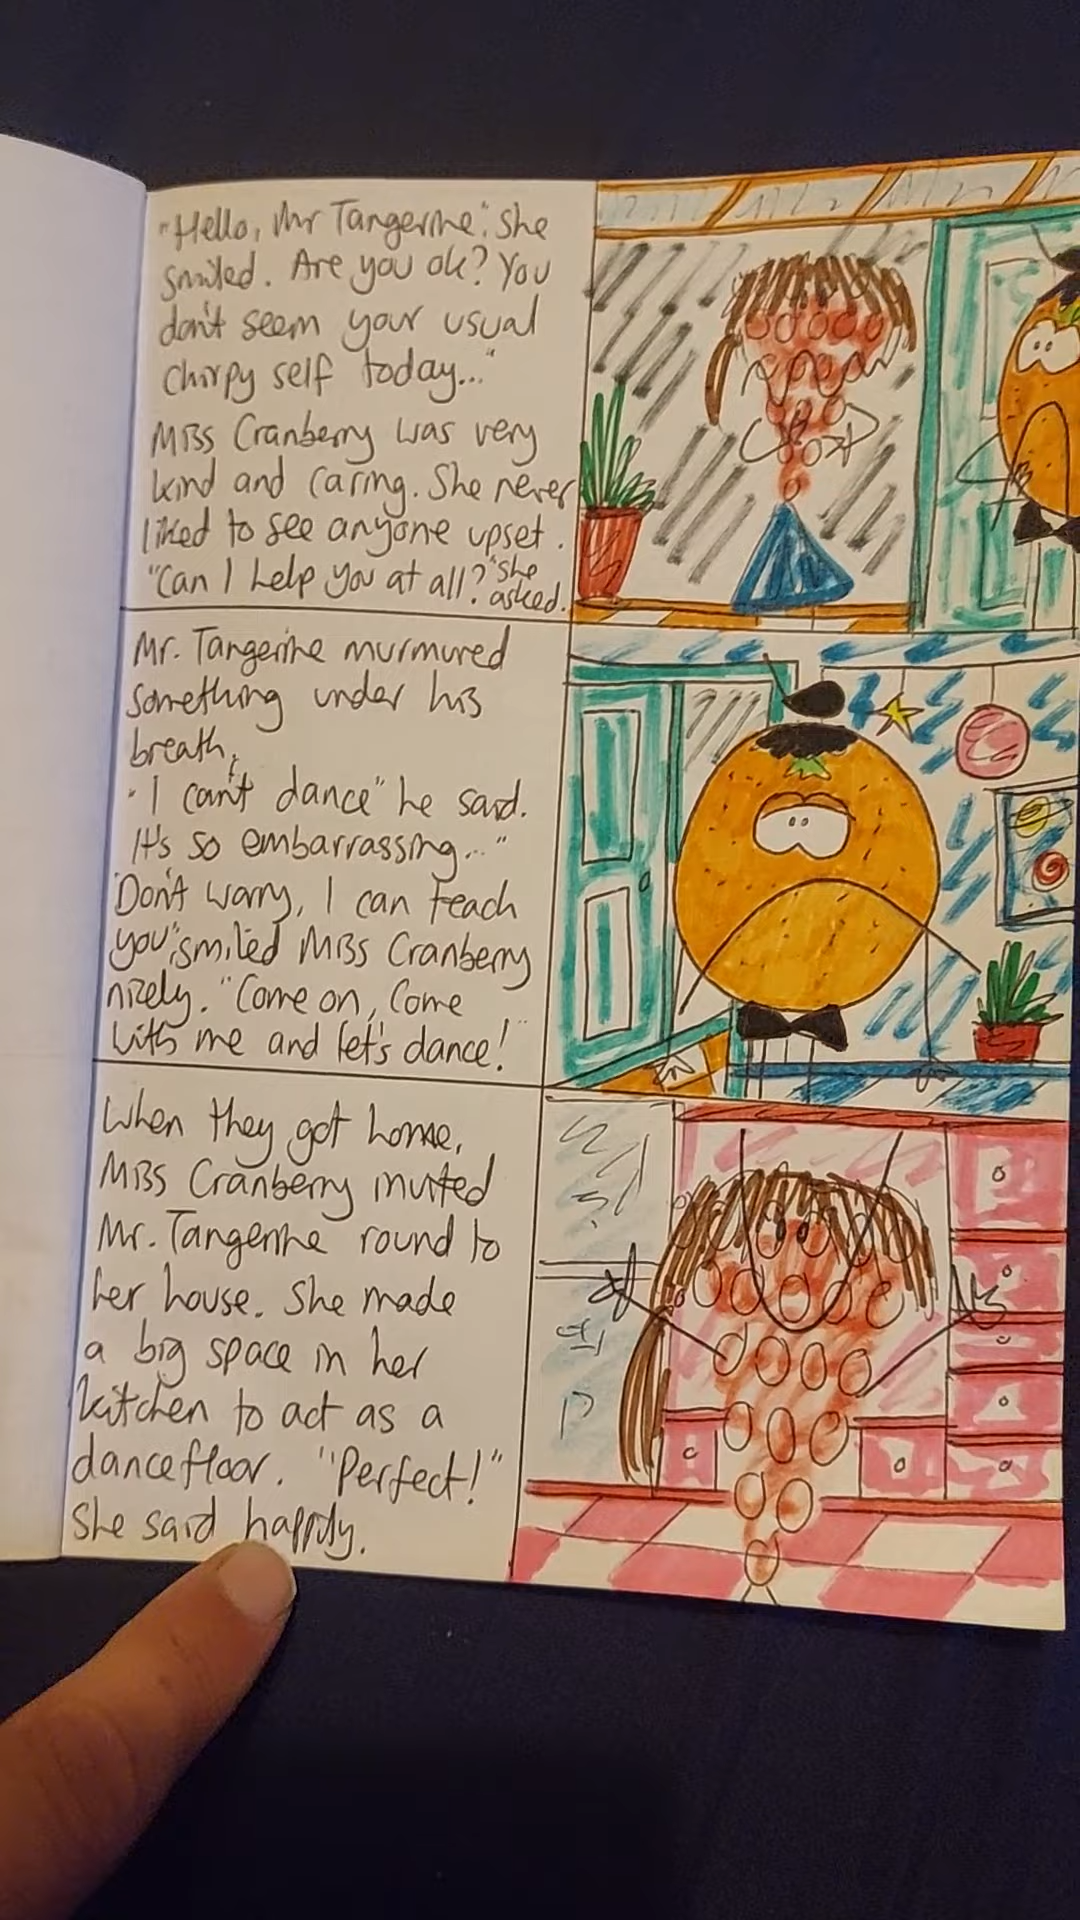 "Hello, Mr Tangerine". She
smiled. Are you ok? You
don't seem your usual
chirpy self today..."
Miss Cranberry was very
kind and caring. She never
liked to see anyone upset.
"Can I help you at all?" she
asked.
Mr. Tangerine murmured
something under his
breath.
"I can't dance" he said.
It's so embarrassing..."
"Don't worry, I can teach
you" smiled Miss Cranberry
nicely. "Come on, come
with me and let's dance!"
When they got home,
Miss Cranberry invited
Mr. Tangerine round to
her house. She made
a big space in her
kitchen to act as a
dancefloor. "Perfect!"
She said happily.